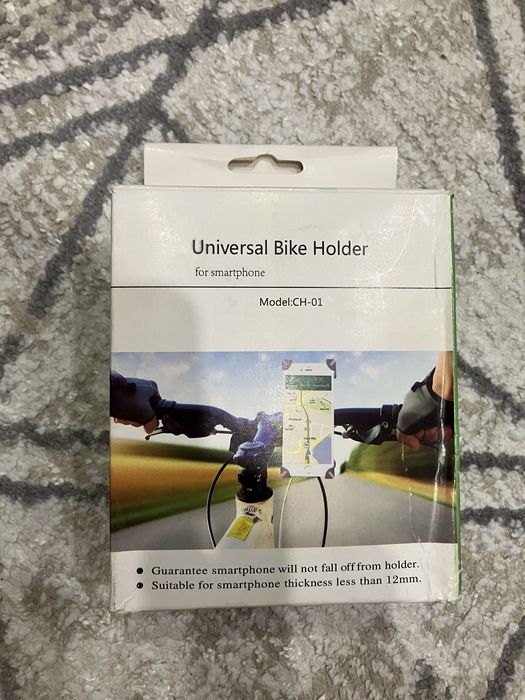 Universal Bike Holder
for smartphone
Model:CH-01
Guarantee smartphone will not fall off from holder.
Suitable for smartphone thickness less than 12mm.